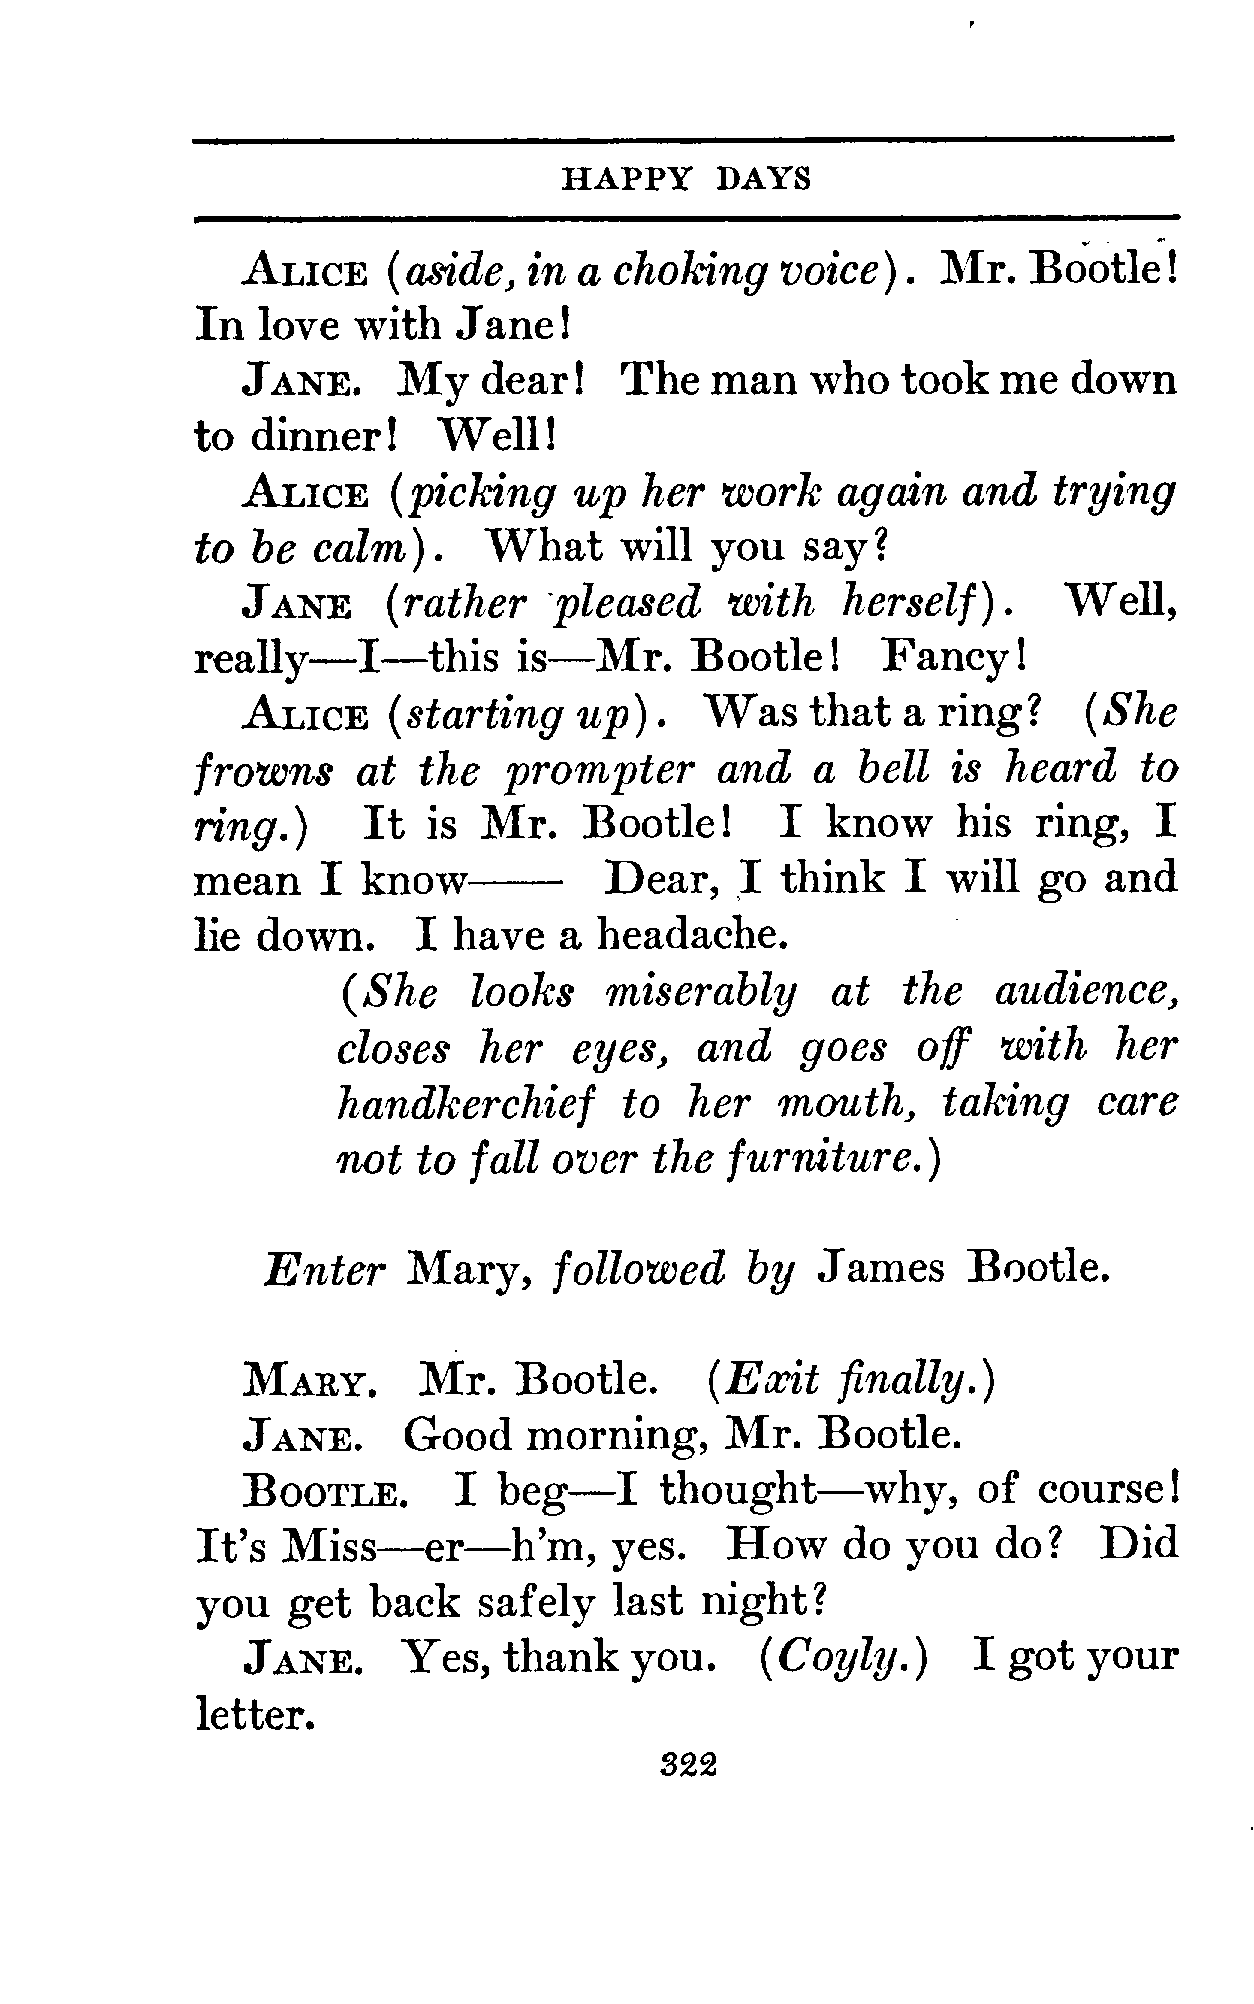 HAPPY DAYS
ALICE (aside, in a choking voice). Mr. Bootle!
In love with Jane!
JANE. My dear! The man who took me down
to dinner! Well!
ALICE (picking up her work again and trying
to be calm). What will you say?
JANE (rather pleased with herself). Well,
really—I—this is—Mr. Bootle! Fancy!
ALICE (starting up). Was that a ring? (She
frowns at the prompter and a bell is heard to
ring.) It is Mr. Bootle! I know his ring, I
mean I know—— Dear, I think I will go and
lie down. I have a headache.
(She looks miserably at the audience,
closes her eyes, and goes off with her
handkerchief to her mouth, taking care
not to fall over the furniture.)
Enter Mary, followed by James Bootle.
MARY. Mr. Bootle. (Exit finally.)
JANE. Good morning, Mr. Bootle.
BOOTLE. I beg—I thought—why, of course!
It's Miss—er—h'm, yes. How do you do? Did
you get back safely last night?
JANE. Yes, thank you. (Coyly.) I got your
letter.
322